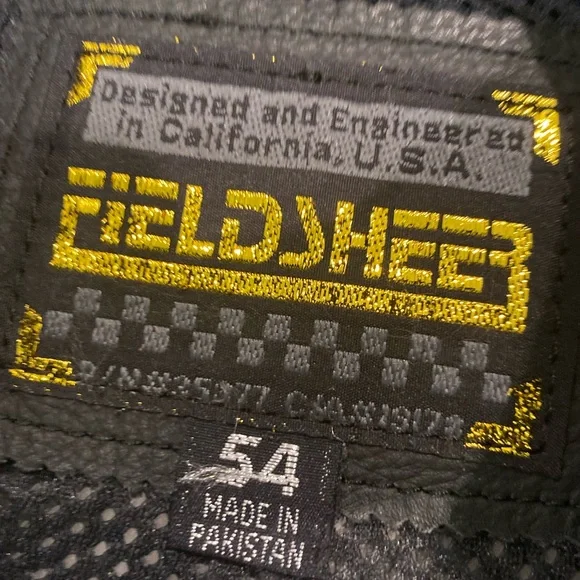 Designed and Engineered
in California, U.S.A.
FIELDSHEER
54
MADE IN
PAKISTAN